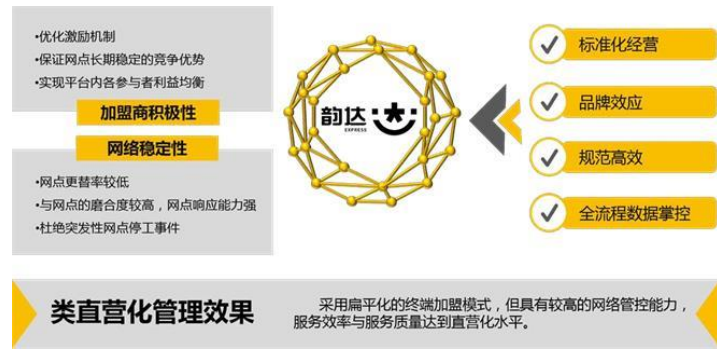 ·优化激励机制
·保证网点长期稳定的竞争优势
·实现平台内各参与者利益均衡
加盟商积极性
网络稳定性
·网点更替率较低
·与网点的磨合度较高，网点响应能力强
·杜绝突发性网点停工事件
韵达
EXPRESS
标准化经营
品牌效应
规范高效
全流程数据掌控
类直营化管理效果
采用扁平化的终端加盟模式，但具有较高的网络管控能力，
服务效率与服务质量达到直营化水平。